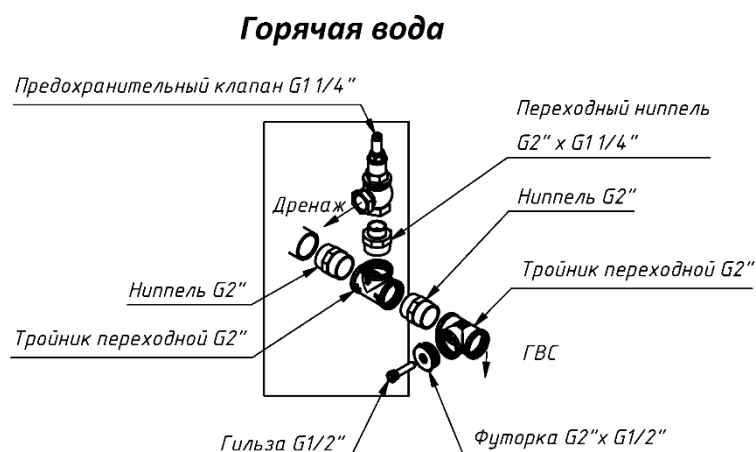 Горячая вода
Предохранительный клапан G1 1/4"
Переходный ниппель
G2" x G1 1/4"
Дренаж
Ниппель G2"
Тройник переходной G2"
Ниппель G2"
Тройник переходной G2"
ГВС
Гильза G1/2"
Футорка G2"x G1/2"